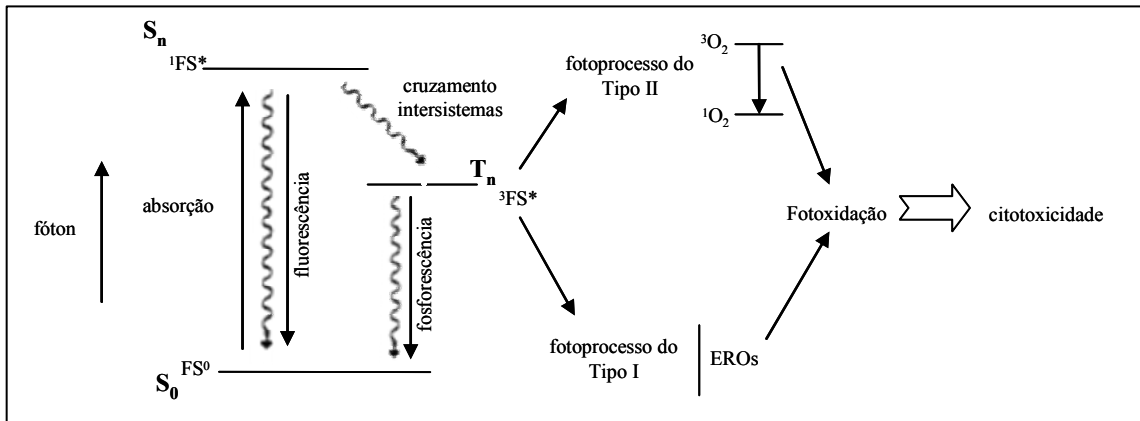 Sn
¹FS*
cruzamento
intersistemas
fóton
absorção
fluorescência
Tn
³FS*
fosforescência
S0
FS⁰
fotoprocesso do
Tipo II
³O₂
¹O₂
Fotoxidação
citotoxicidade
fotoprocesso do
Tipo I
EROs